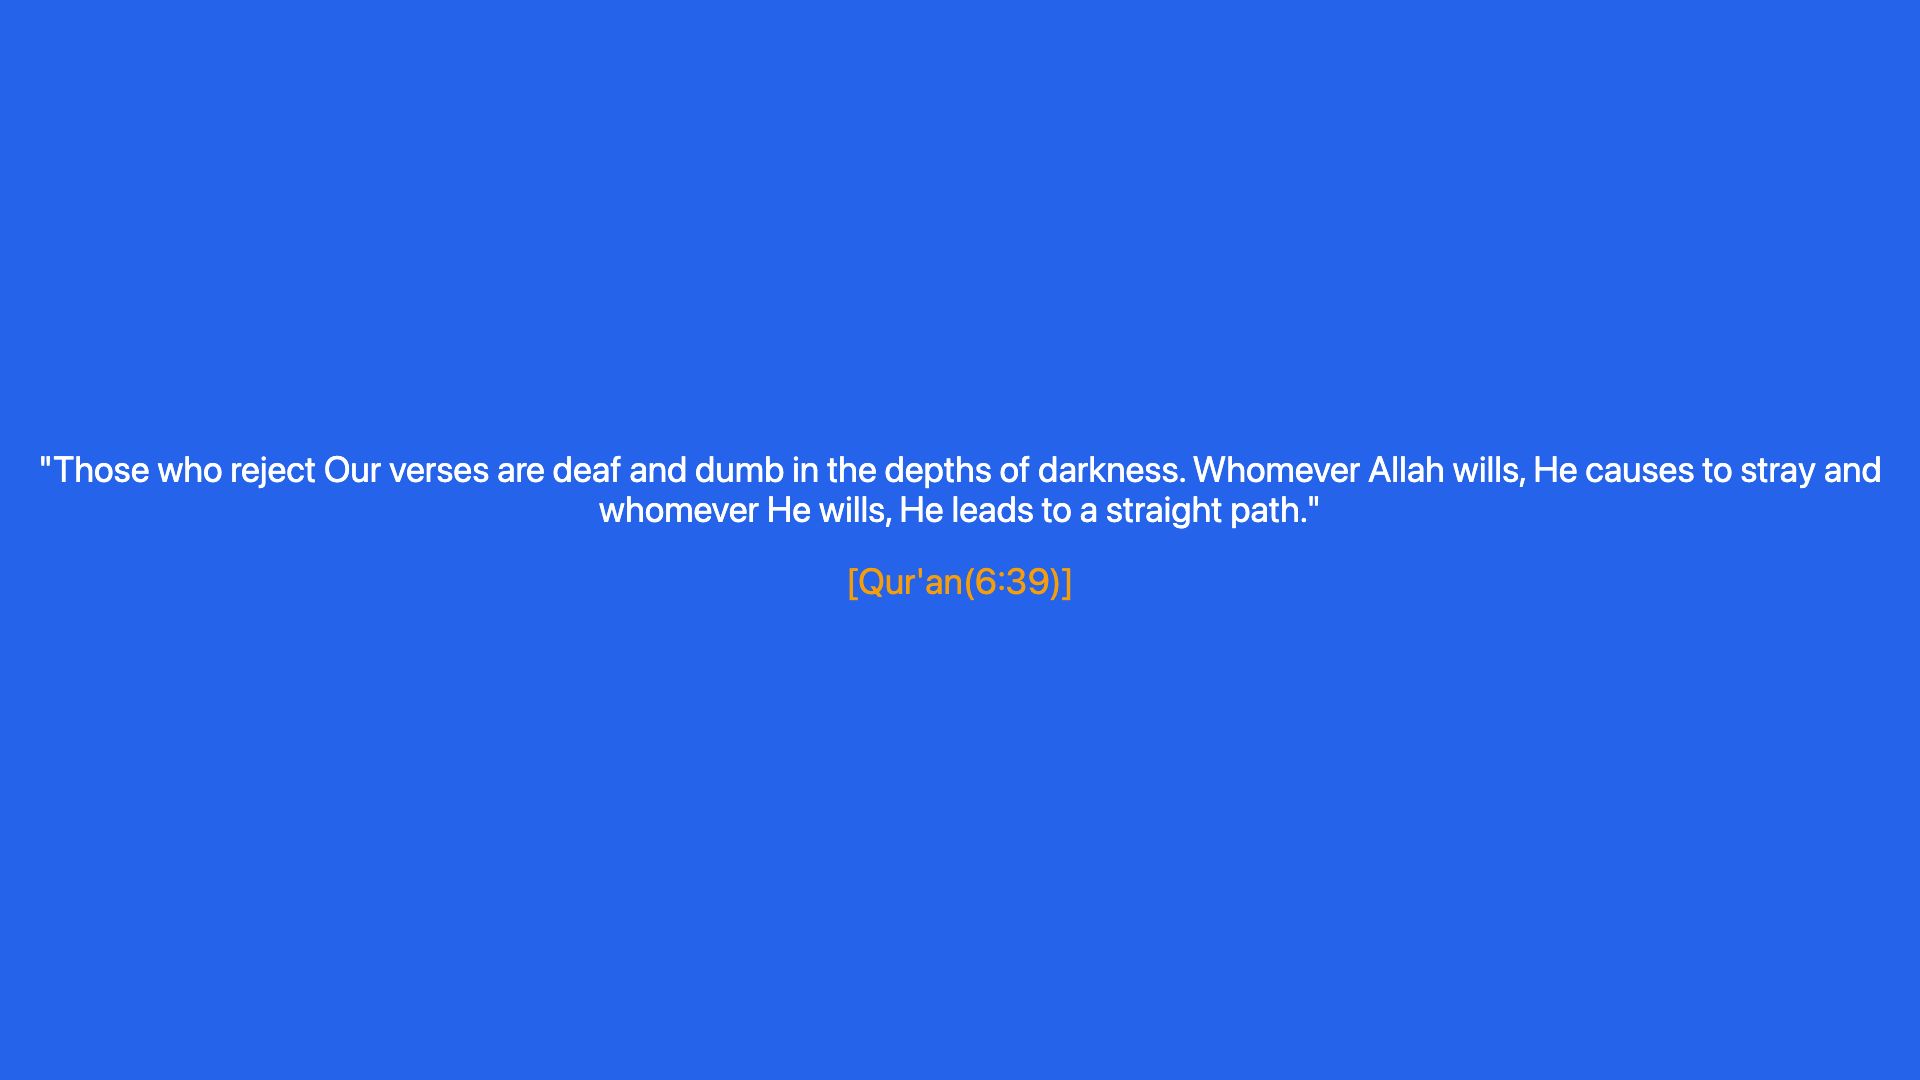 "Those who reject Our verses are deaf and dumb in the depths of darkness. Whomever Allah wills, He causes to stray and
whomever He wills, He leads to a straight path."
[Qur'an(6:39)]